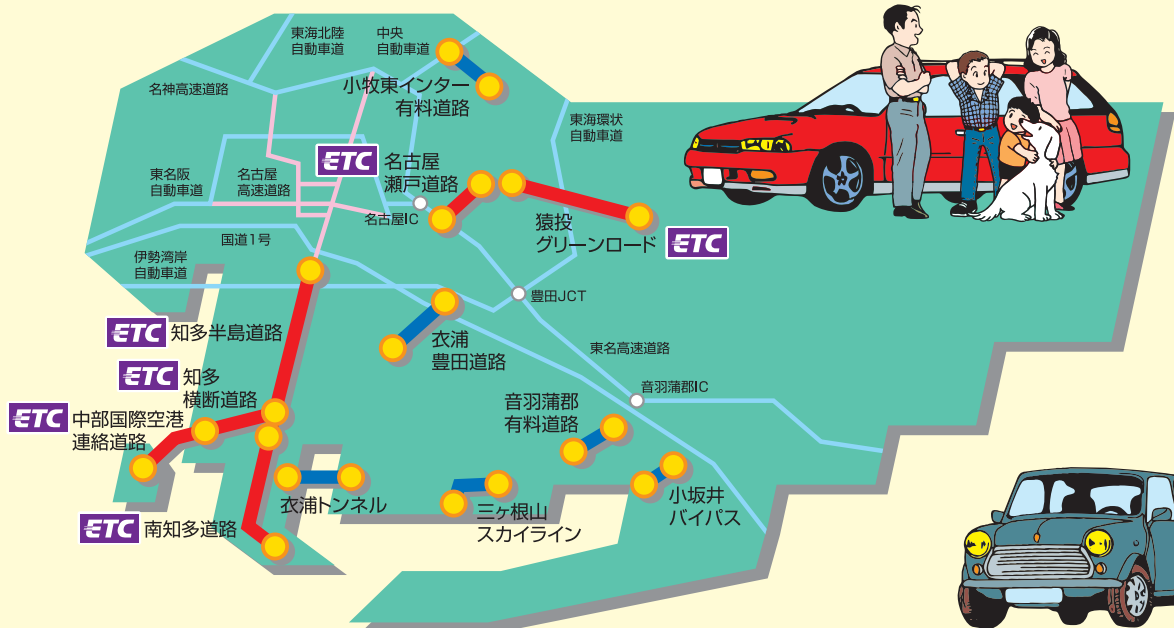 東海北陸
自動車道
中央
自動車道
名神高速道路
小牧東インター
有料道路
東海環状
自動車道
ETC
名古屋
瀬戸道路
東名阪
自動車道
名古屋
高速道路
名古屋IC
猿投
グリーンロード
ETC
国道1号
伊勢湾岸
自動車道
豊田JCT
ETC
知多半島道路
衣浦
豊田道路
東名高速道路
ETC
知多
横断道路
音羽蒲郡IC
音羽蒲郡
有料道路
ETC
中部国際空港
連絡道路
衣浦トンネル
三ヶ根山
スカイライン
小坂井
バイパス
ETC
南知多道路